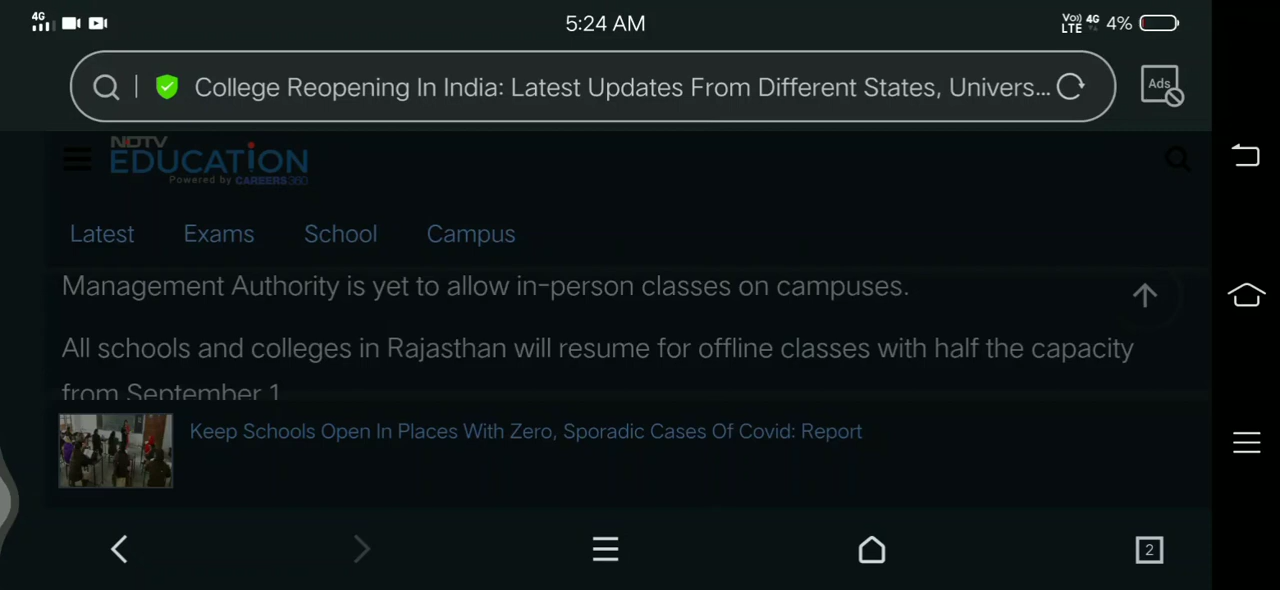 4G 5:24 AM Vo)) LTE 4G 4%
College Reopening In India: Latest Updates From Different States, Univers... Ads
NDTV
EDUCATION
Powered by CAREERS360
Latest Exams School Campus
Management Authority is yet to allow in-person classes on campuses.
All schools and colleges in Rajasthan will resume for offline classes with half the capacity
from September 1
Keep Schools Open In Places With Zero, Sporadic Cases Of Covid: Report
2